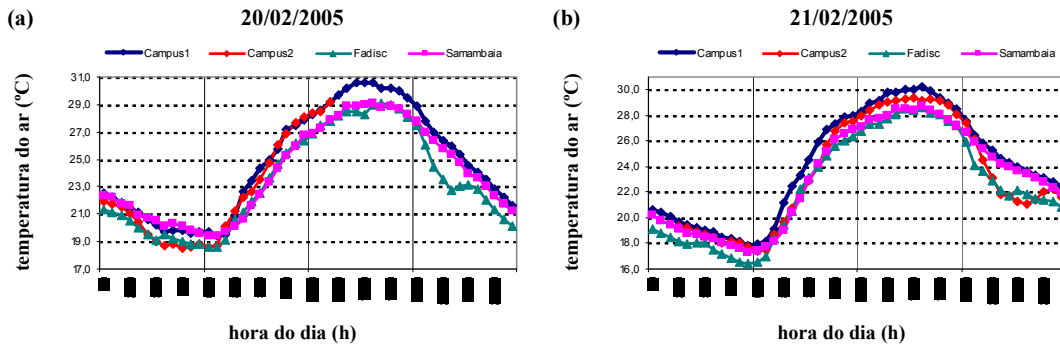 (a) 20/02/2005
Campus1 Campus2 Fadisc Samambaia
temperatura do ar (ºC)
31,0
29,0
27,0
25,0
23,0
21,0
19,0
17,0
hora do dia (h)
(b) 21/02/2005
Campus1 Campus2 Fadisc Samambaia
temperatura do ar (ºC)
30,0
28,0
26,0
24,0
22,0
20,0
18,0
16,0
hora do dia (h)